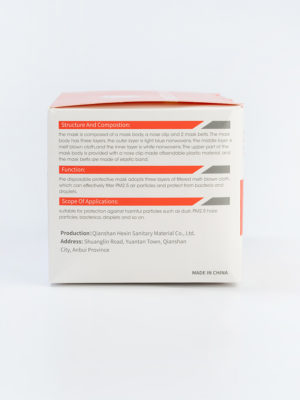 Structure And Compostion:
the mask is composed of a mask body, a nose clip and 2 mask belts. The mask
body has three layers, the outer layer is light blue nonwovens, the middle layer is
melt blown cloth,and the inner layer is white nonwovens. The upper part of the
mask body is provided with a nose clip made of bendable plastic material, and
the mask belts are made of elastic band.
Function:
the disposable protective mask adopts three layers of filtered melt-blown cloth,
which can effectively filter PM2.5 air particles and protect from bacteria and
droplets.
Scope Of Applications:
suitable for protection against harmful particles such as dust, PM2.5 haze
particles, bacterias, droplets and so on
Production: Qianshan Hexin Sanitary Material Co., Ltd.
Address: Shuanglin Road, Yuantan Town, Qianshan
City, Anhui Province
MADE IN CHINA